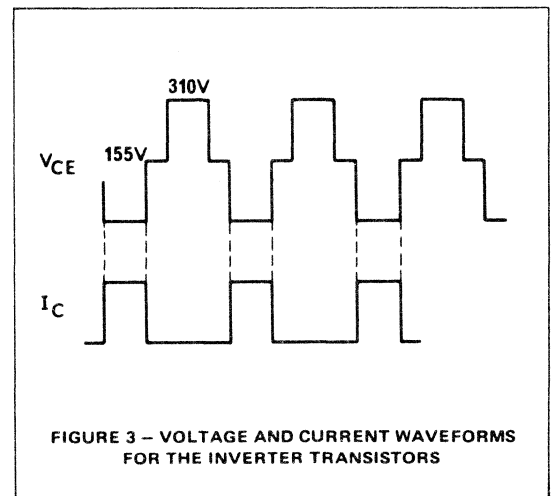 310V
155V
VCE
IC
FIGURE 3 – VOLTAGE AND CURRENT WAVEFORMS
FOR THE INVERTER TRANSISTORS